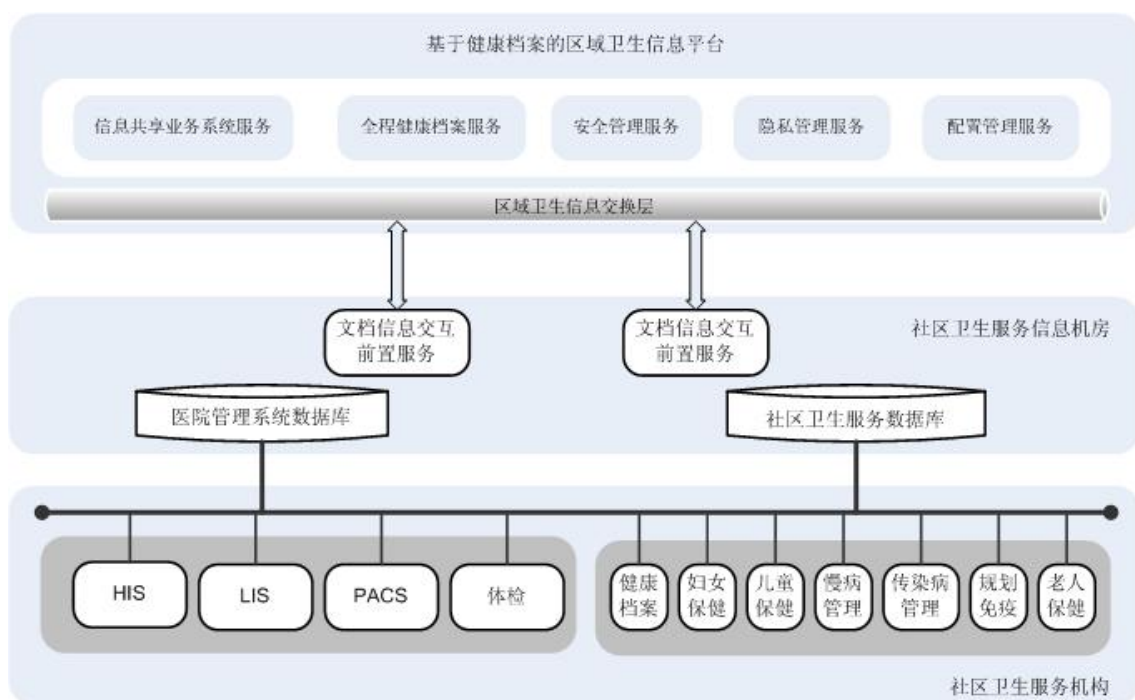 基于健康档案的区域卫生信息平台
信息共享业务系统服务
全程健康档案服务
安全管理服务
隐私管理服务
配置管理服务
区域卫生信息交换层
文档信息交互
前置服务
文档信息交互
前置服务
社区卫生服务信息机房
医院管理系统数据库
社区卫生服务数据库
HIS
LIS
PACS
体检
健康
档案
妇女
保健
儿童
保健
慢病
管理
传染病
管理
规划
免疫
老人
保健
社区卫生服务机构